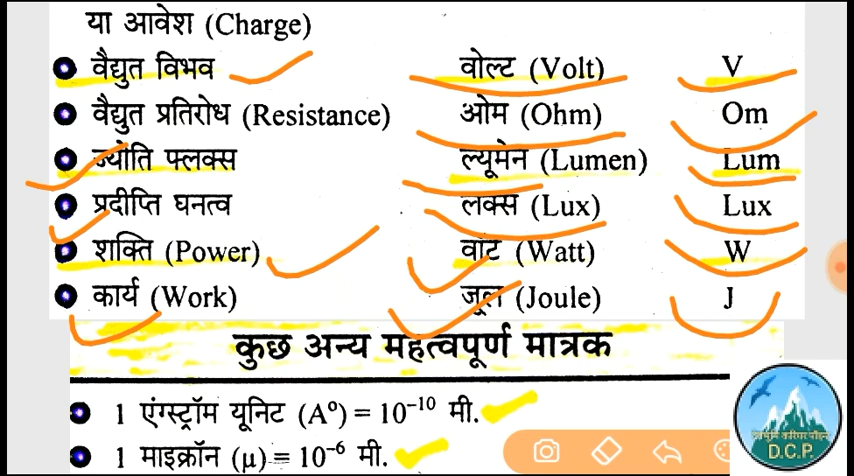 या आवेश (Charge)
वैद्युत विभव वोल्ट (Volt) V
वैद्युत प्रतिरोध (Resistance) ओम (Ohm) Om
ज्योति फ्लक्स ल्यूमेन (Lumen) Lum
प्रदीप्ति घनत्व लक्स (Lux) Lux
शक्ति (Power) वाट (Watt) W
कार्य (Work) जूल (Joule) J
कुछ अन्य महत्वपूर्ण मात्रक
1 एंग्स्ट्रॉम यूनिट (A⁰) = 10⁻¹⁰ मी.
1 माइक्रॉन (μ) = 10⁻⁶ मी.
D.C.P.